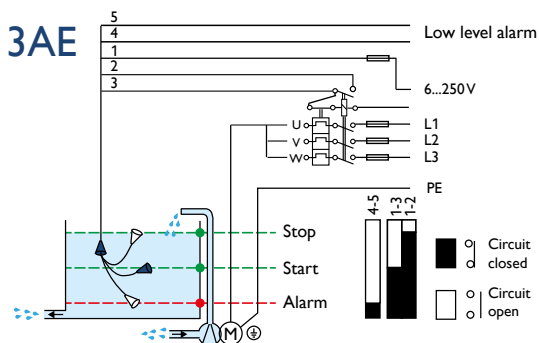 3AE
5
4
1
2
3
Low level alarm
6...250 V
U
V
W
L1
L2
L3
PE
4-5
1-3
1-2
Stop
Start
Alarm
M
Circuit
closed
Circuit
open